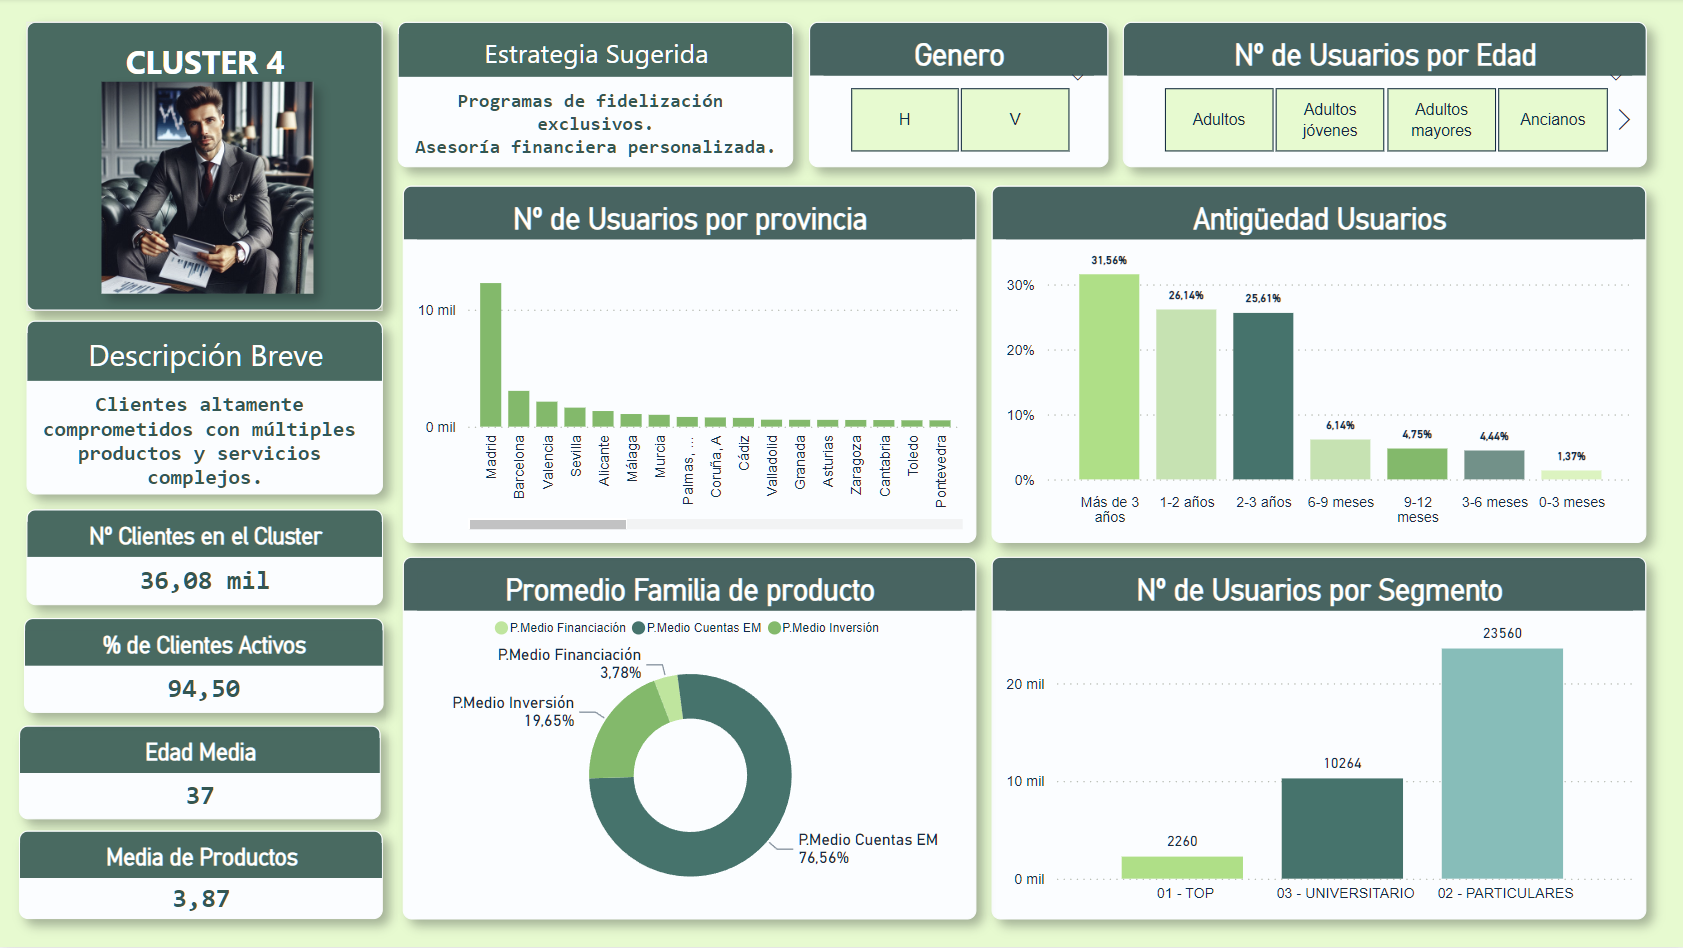 CLUSTER 4
Descripción Breve
Clientes altamente
comprometidos con múltiples
productos y servicios
complejos.
Nº Clientes en el Cluster
36,08 mil
% de Clientes Activos
94,50
Edad Media
37
Media de Productos
3,87
Estrategia Sugerida
Programas de fidelización
exclusivos.
Asesoría financiera personalizada.
Genero
H
V
Nº de Usuarios por Edad
Adultos
Adultos
jóvenes
Adultos
mayores
Ancianos
Nº de Usuarios por provincia
10 mil
0 mil
Madrid
Barcelona
Valencia
Sevilla
Alicante
Málaga
Murcia
Palmas, ...
Coruña, A
Cádiz
Valladolid
Granada
Asturias
Zaragoza
Cantabria
Toledo
Pontevedra
Antigüedad Usuarios
30%
20%
10%
0%
31,56%
26,14%
25,61%
6,14%
4,75%
4,44%
1,37%
Más de 3
años
1-2 años
2-3 años
6-9 meses
9-12
meses
3-6 meses
0-3 meses
Promedio Familia de producto
P.Medio Financiación
P.Medio Cuentas EM
P.Medio Inversión
P.Medio Financiación
3,78%
P.Medio Inversión
19,65%
P.Medio Cuentas EM
76,56%
Nº de Usuarios por Segmento
20 mil
10 mil
0 mil
2260
10264
23560
01 - TOP
03 - UNIVERSITARIO
02 - PARTICULARES